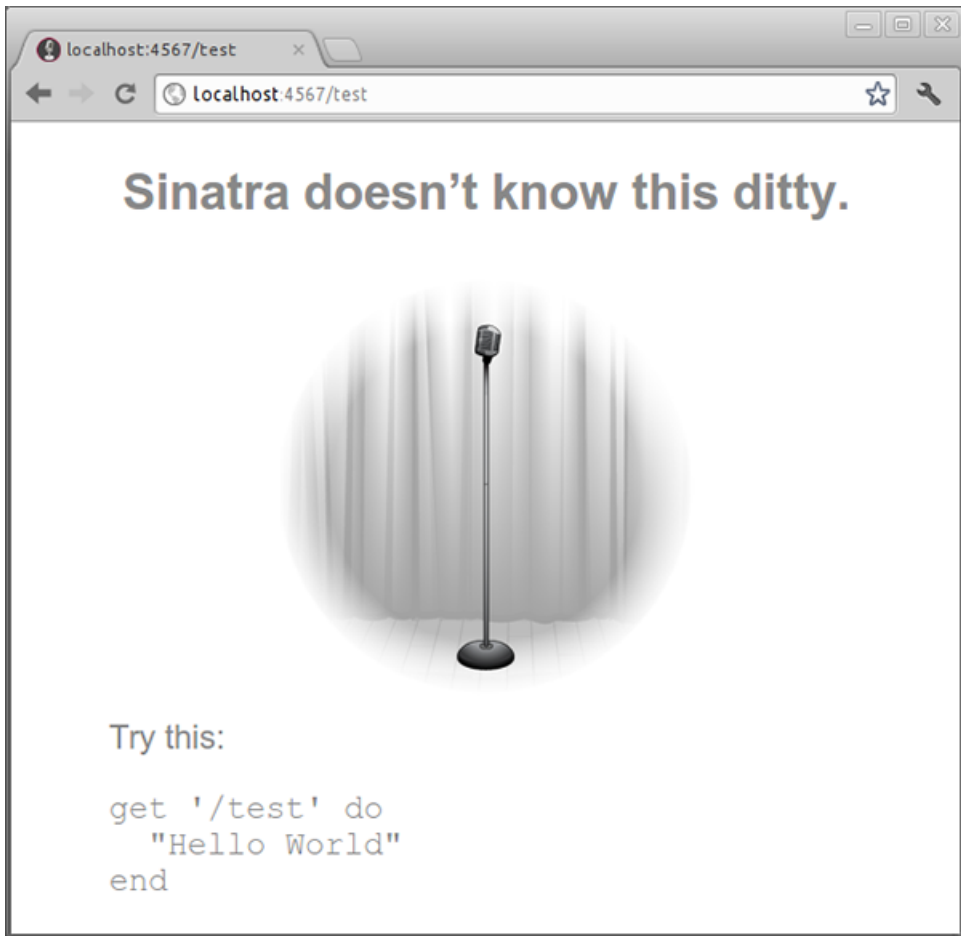 localhost:4567/test
localhost:4567/test
Sinatra doesn’t know this ditty.
Try this:
get '/test' do
  "Hello World"
end